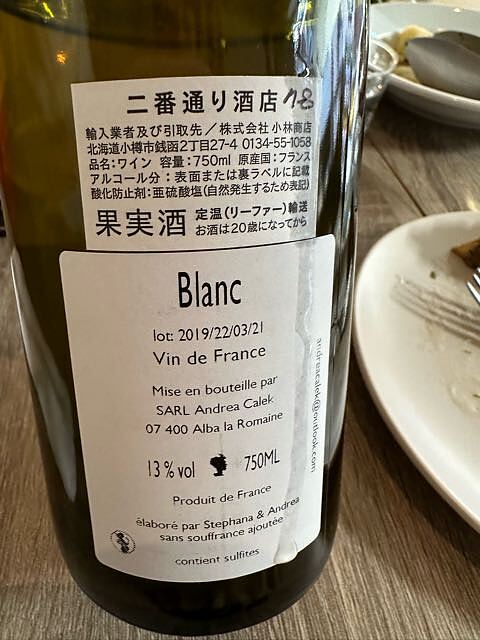 二番通り酒店 18
輸入業者及び引取先／株式会社 小林商店
北海道小樽市銭函2丁目27-4 0134-55-1058
品名：ワイン 容量：750ml 原産国：フランス
アルコール分：表面または裏ラベルに記載
酸化防止剤：亜硫酸塩（自然発生するため表記）
果実酒 定温（リーファー）輸送
お酒は20歳になってから
Blanc
lot: 2019/22/03/21
Vin de France
Mise en bouteille par
SARL Andrea Calek
07 400 Alba la Romaine
13 % vol 750ML
Produit de France
élaboré par Stephana & Andrea
sans souffrance ajoutée
contient sulfites
andreacalek@outlook.com